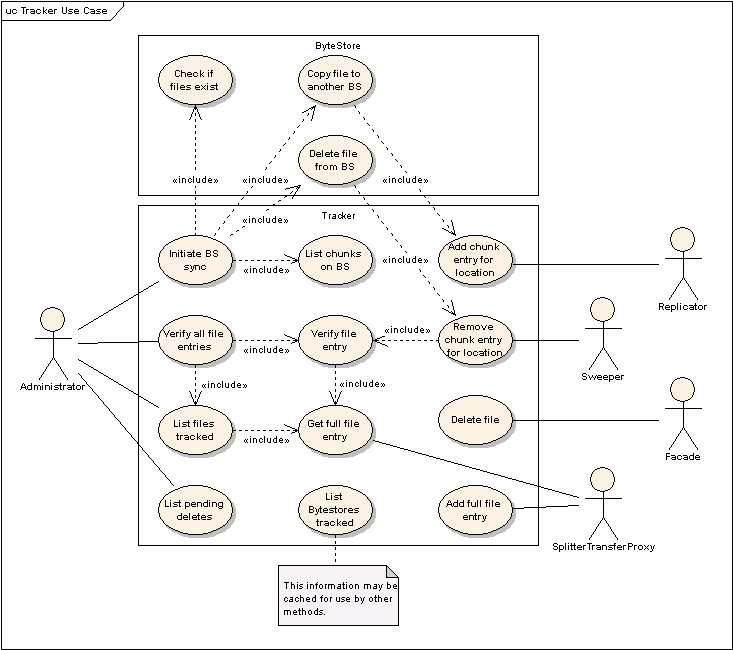 uc Tracker Use Case
ByteStore
Check if
files exist
Copy file to
another BS
Delete file
from BS
«include»
«include»
«include»
«include»
Tracker
Initiate BS
sync
«include»
List chunks
on BS
«include»
Add chunk
entry for
location
Replicator
Administrator
Verify all file
entries
«include»
Verify file
entry
«include»
Remove
chunk entry
for location
Sweeper
«include»
«include»
List files
tracked
«include»
Get full file
entry
Delete file
Facade
List pending
deletes
List
Bytestores
tracked
Add full file
entry
SplitterTransferProxy
This information may be
cached for use by other
methods.